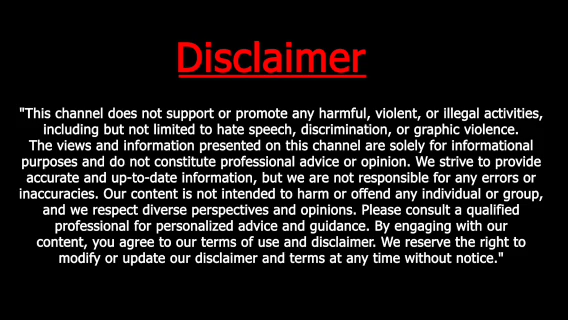 Disclaimer
"This channel does not support or promote any harmful, violent, or illegal activities,
including but not limited to hate speech, discrimination, or graphic violence.
The views and information presented on this channel are solely for informational
purposes and do not constitute professional advice or opinion. We strive to provide
accurate and up-to-date information, but we are not responsible for any errors or
inaccuracies. Our content is not intended to harm or offend any individual or group,
and we respect diverse perspectives and opinions. Please consult a qualified
professional for personalized advice and guidance. By engaging with our
content, you agree to our terms of use and disclaimer. We reserve the right to
modify or update our disclaimer and terms at any time without notice."